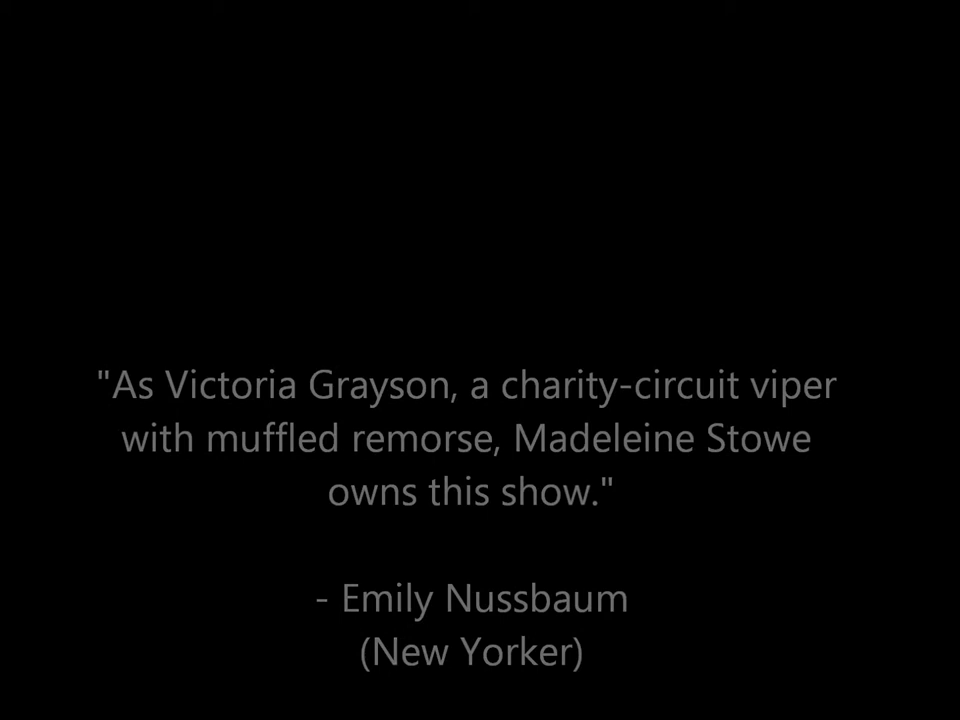 "As Victoria Grayson, a charity-circuit viper
with muffled remorse, Madeleine Stowe
owns this show."
- Emily Nussbaum
(New Yorker)